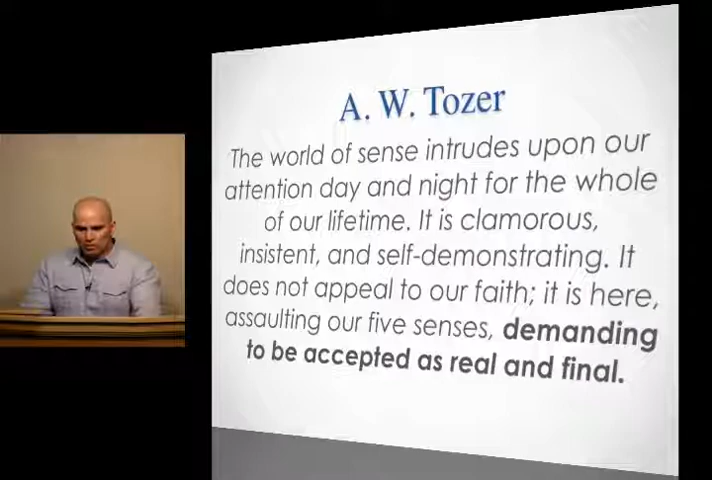 A. W. Tozer
The world of sense intrudes upon our
attention day and night for the whole
of our lifetime. It is clamorous,
insistent, and self-demonstrating. It
does not appeal to our faith; it is here,
assaulting our five senses, demanding
to be accepted as real and final.